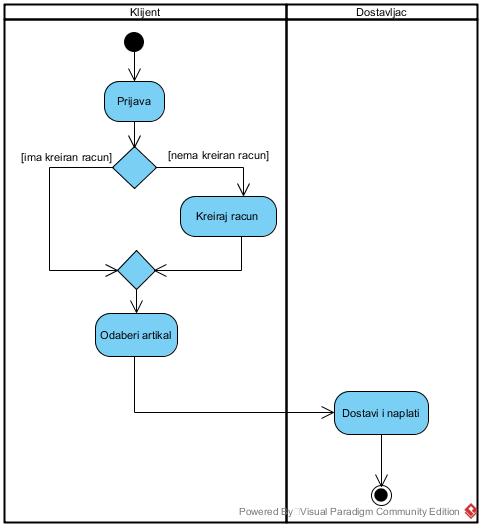 Klijent
Dostavljac
Prijava
[ima kreiran racun]
[nema kreiran racun]
Kreiraj racun
Odaberi artikal
Dostavi i naplati
Powered By Visual Paradigm Community Edition